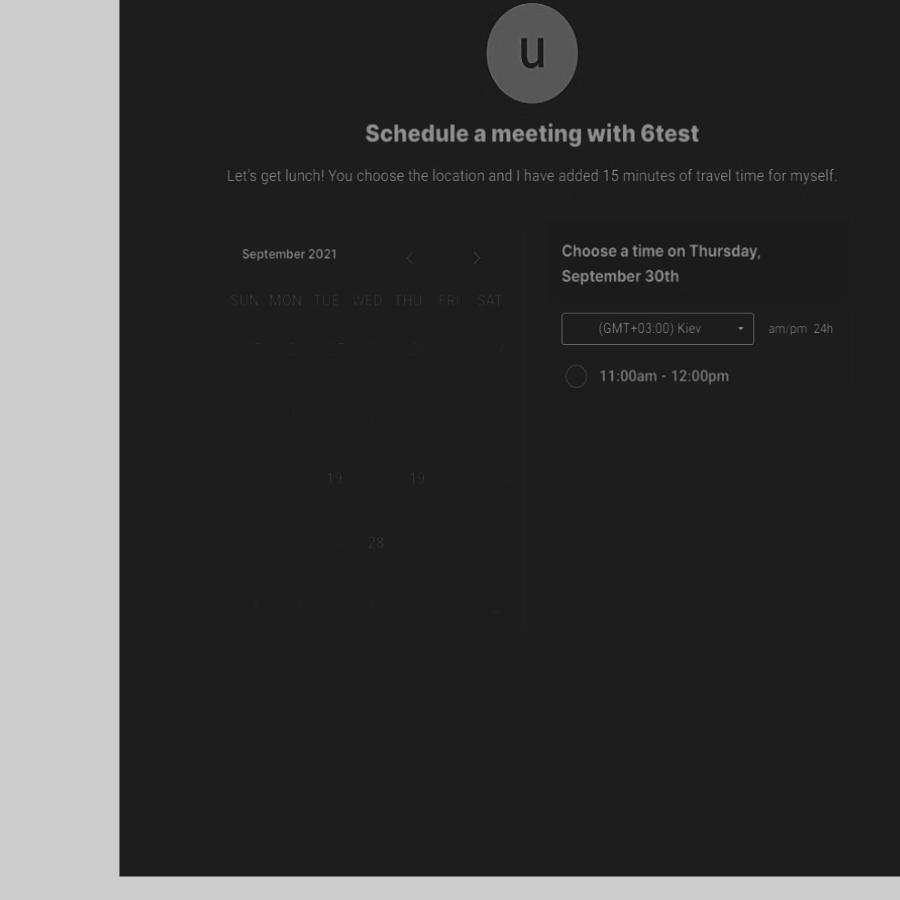 u
Schedule a meeting with 6test
Let's get lunch! You choose the location and I have added 15 minutes of travel time for myself.
September 2021
SUN MON TUE WED THU FRI SAT
19 19
28
Choose a time on Thursday,
September 30th
(GMT+03:00) Kiev
am/pm 24h
11:00am - 12:00pm